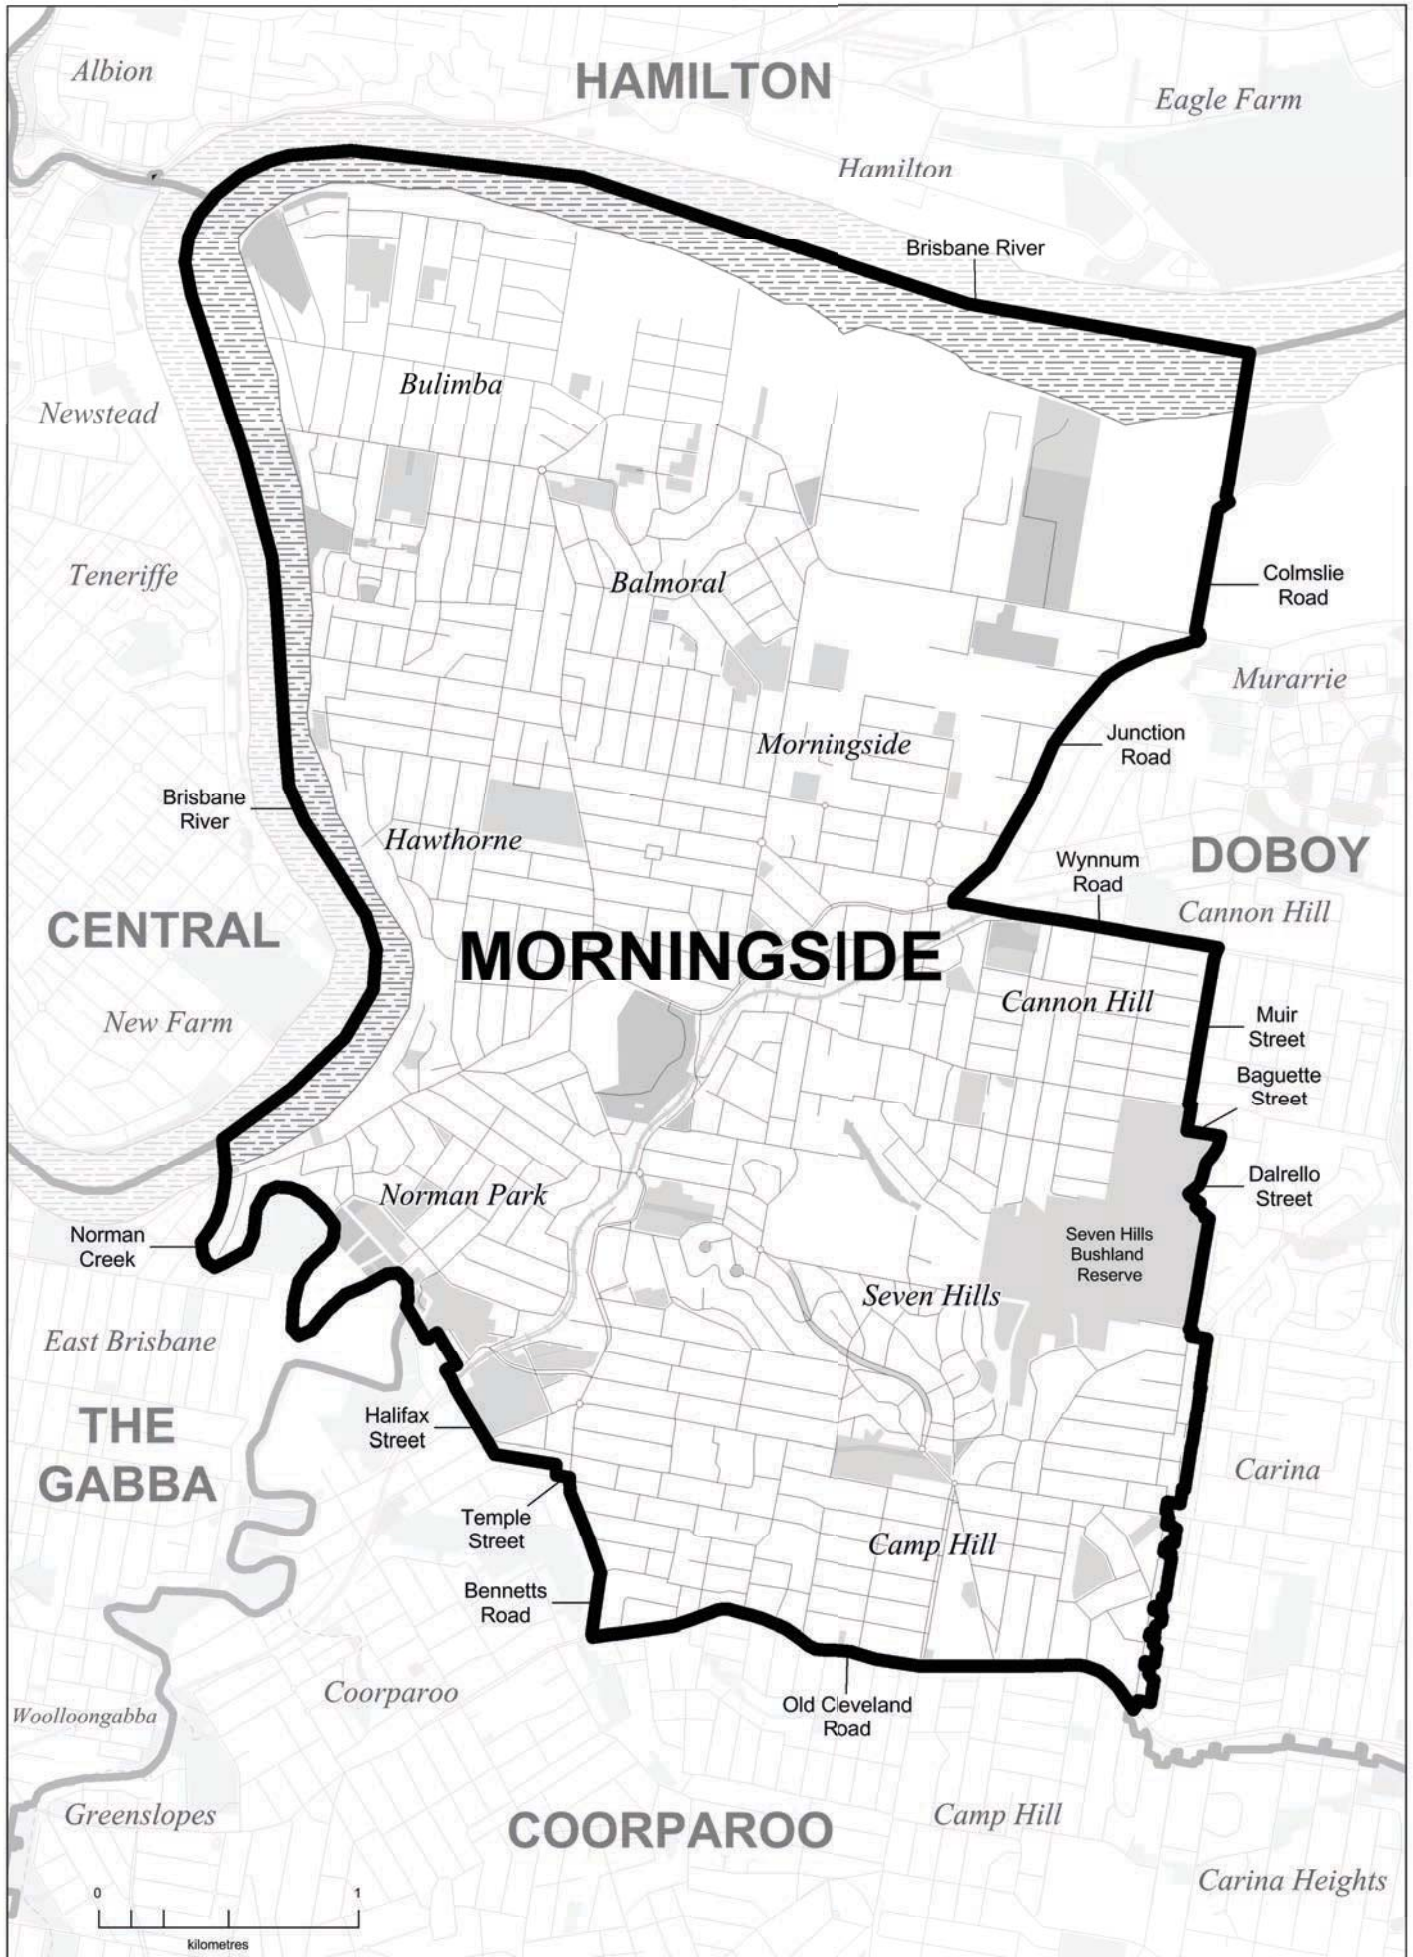 Albion
HAMILTON
Eagle Farm
Hamilton
Brisbane River
Bulimba
Newstead
Teneriffe
Balmoral
Colmslie
Road
Murarrie
Morningside
Junction
Road
Brisbane
River
Hawthorne
DOBOY
Wynnum
Road
Cannon Hill
CENTRAL
MORNINGSIDE
Cannon Hill
New Farm
Muir
Street
Baguette
Street
Norman Park
Dalrello
Street
Norman
Creek
Seven Hills
Bushland
Reserve
Seven Hills
East Brisbane
THE
GABBA
Halifax
Street
Carina
Temple
Street
Camp Hill
Bennetts
Road
Coorparoo
Old Cleveland
Road
Woolloongabba
Greenslopes
COORPAROO
Camp Hill
Carina Heights
0 1
kilometres